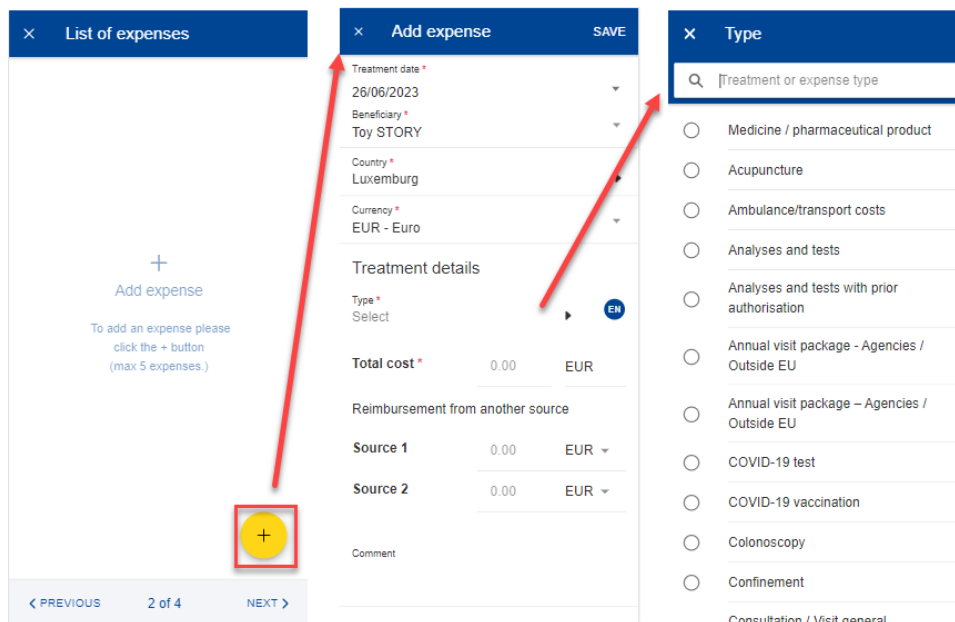 × List of expenses
+
Add expense
To add an expense please
click the + button
(max 5 expenses.)
+
PREVIOUS 2 of 4 NEXT
× Add expense SAVE
Treatment date *
26/06/2023
Beneficiary *
Toy STORY
Country *
Luxemburg
Currency *
EUR - Euro
Treatment details
Type *
Select EN
Total cost * 0.00 EUR
Reimbursement from another source
Source 1 0.00 EUR
Source 2 0.00 EUR
Comment
× Type
Treatment or expense type
Medicine / pharmaceutical product
Acupuncture
Ambulance/transport costs
Analyses and tests
Analyses and tests with prior
authorisation
Annual visit package - Agencies /
Outside EU
Annual visit package – Agencies /
Outside EU
COVID-19 test
COVID-19 vaccination
Colonoscopy
Confinement
Consultation / Visit general